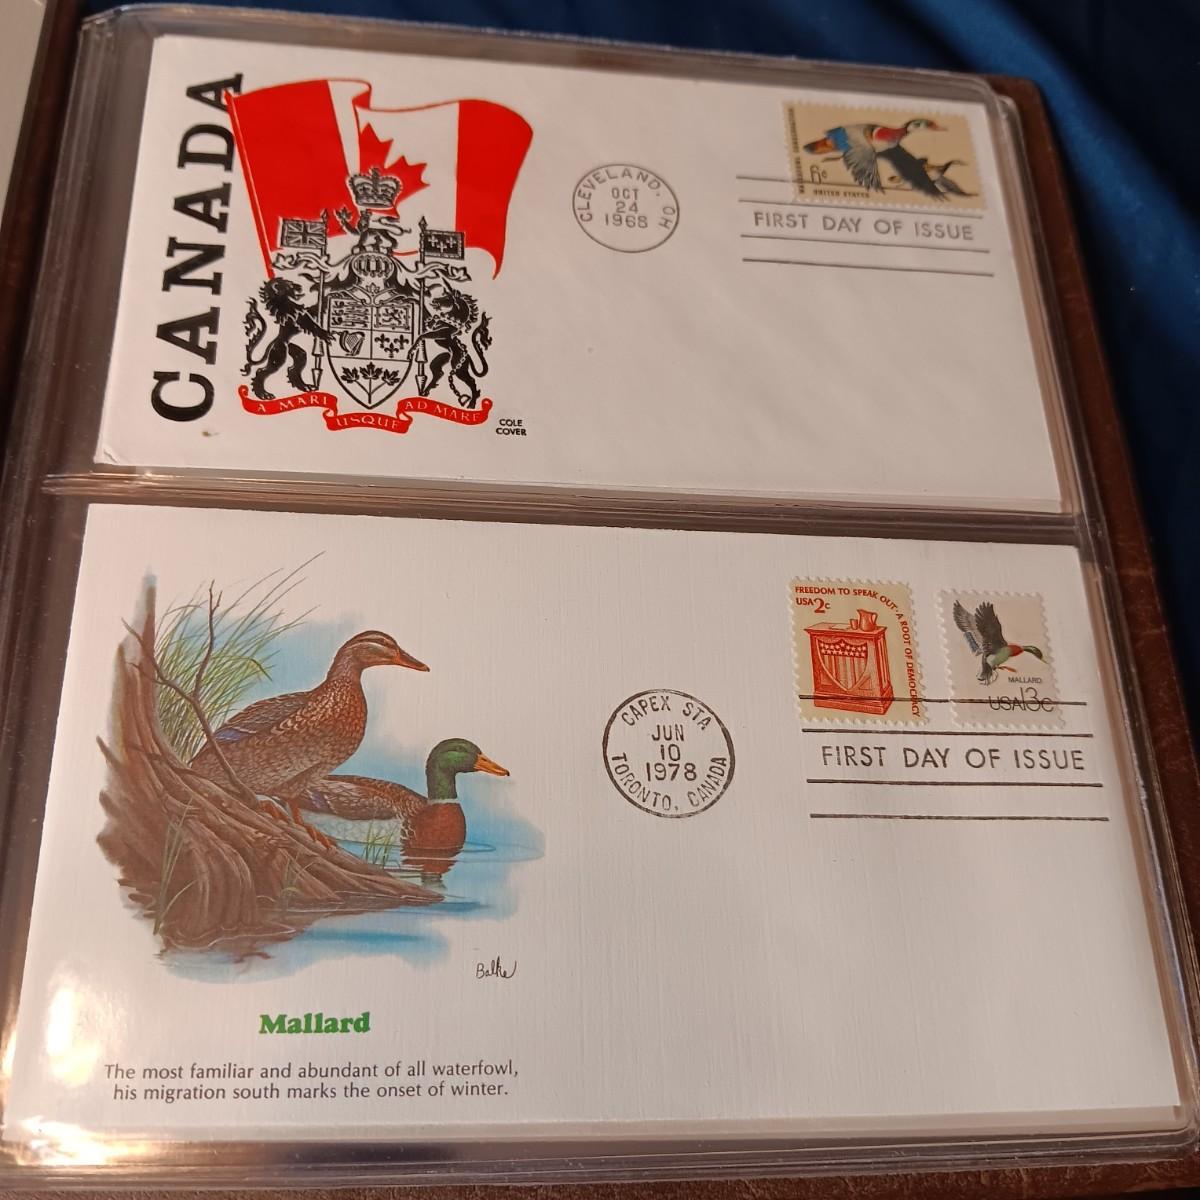 CANADA
A MARI
USQUE
AD MARE
COLE
COVER
CLEVELAND, OH
OCT
24
1968
WATERFOWL CONSERVATION
6c
UNITED STATES
FIRST DAY OF ISSUE
FREEDOM TO SPEAK OUT·A ROOT OF DEMOCRACY
USA 2c
MALLARD
USA13c
CAPEX STA
JUN
10
1978
TORONTO, CANADA
FIRST DAY OF ISSUE
Balke
Mallard
The most familiar and abundant of all waterfowl,
his migration south marks the onset of winter.